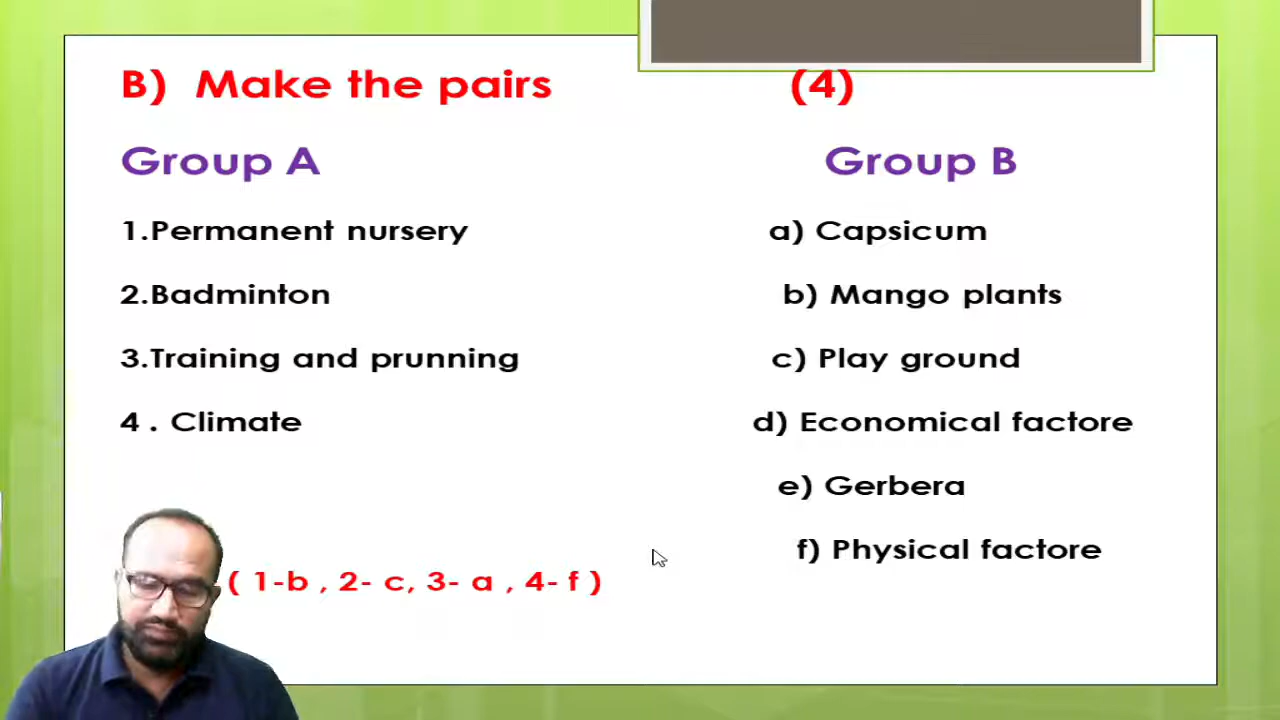 B) Make the pairs (4)
Group A Group B
1.Permanent nursery a) Capsicum
2.Badminton b) Mango plants
3.Training and prunning c) Play ground
4 . Climate d) Economical factore
e) Gerbera
f) Physical factore
( 1-b , 2- c, 3- a , 4- f )